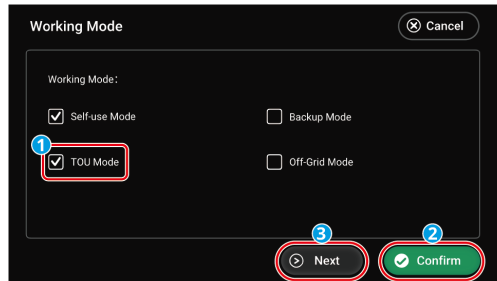 Working Mode
Cancel
Working Mode:
Self-use Mode
Backup Mode
1
TOU Mode
Off-Grid Mode
3
2
Next
Confirm